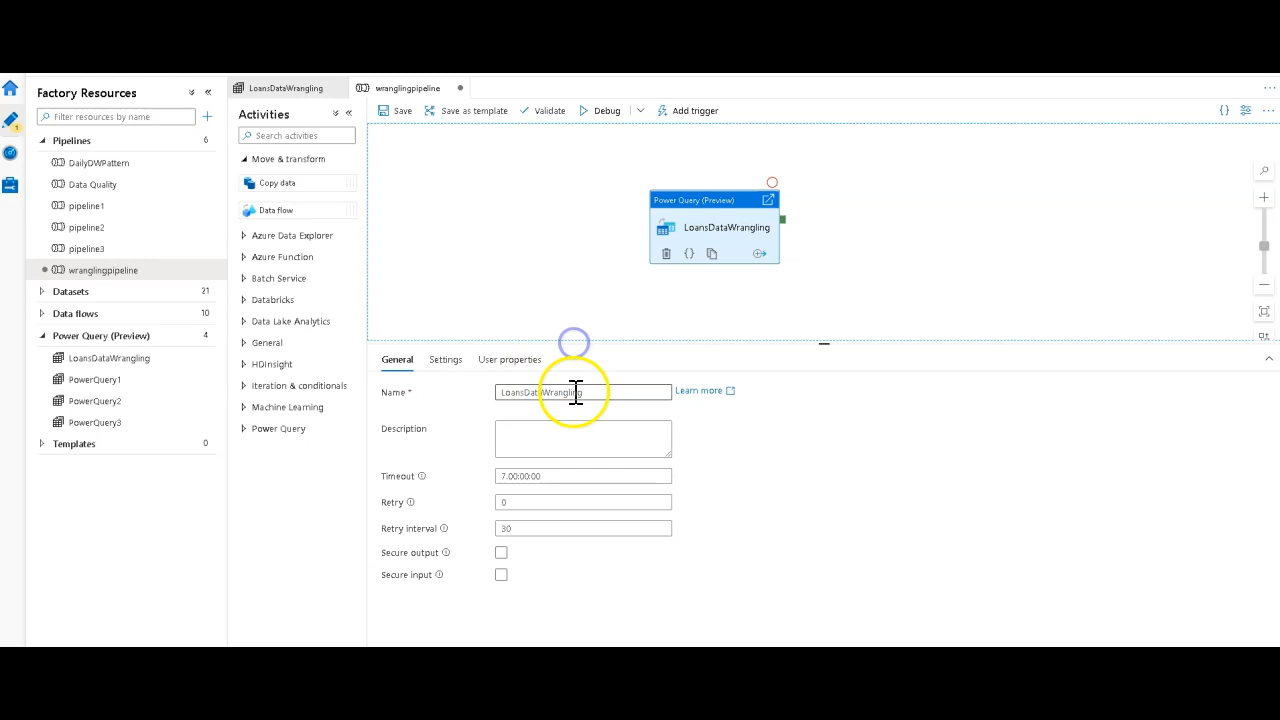 Factory Resources
Filter resources by name
Pipelines 6
DailyDWPattern
Data Quality
pipeline1
pipeline2
pipeline3
wranglingpipeline
Datasets 21
Data flows 10
Power Query (Preview) 4
LoansDataWrangling
PowerQuery1
PowerQuery2
PowerQuery3
Templates 0
1
LoansDataWrangling
wranglingpipeline
Activities
Search activities
Move & transform
Copy data
Data flow
Azure Data Explorer
Azure Function
Batch Service
Databricks
Data Lake Analytics
General
HDInsight
Iteration & conditionals
Machine Learning
Power Query
Save
Save as template
Validate
Debug
Add trigger
Power Query (Preview)
LoansDataWrangling
General Settings User properties
Name * LoansDataWrangling Learn more
Description
Timeout 7.00:00:00
Retry 0
Retry interval 30
Secure output
Secure input